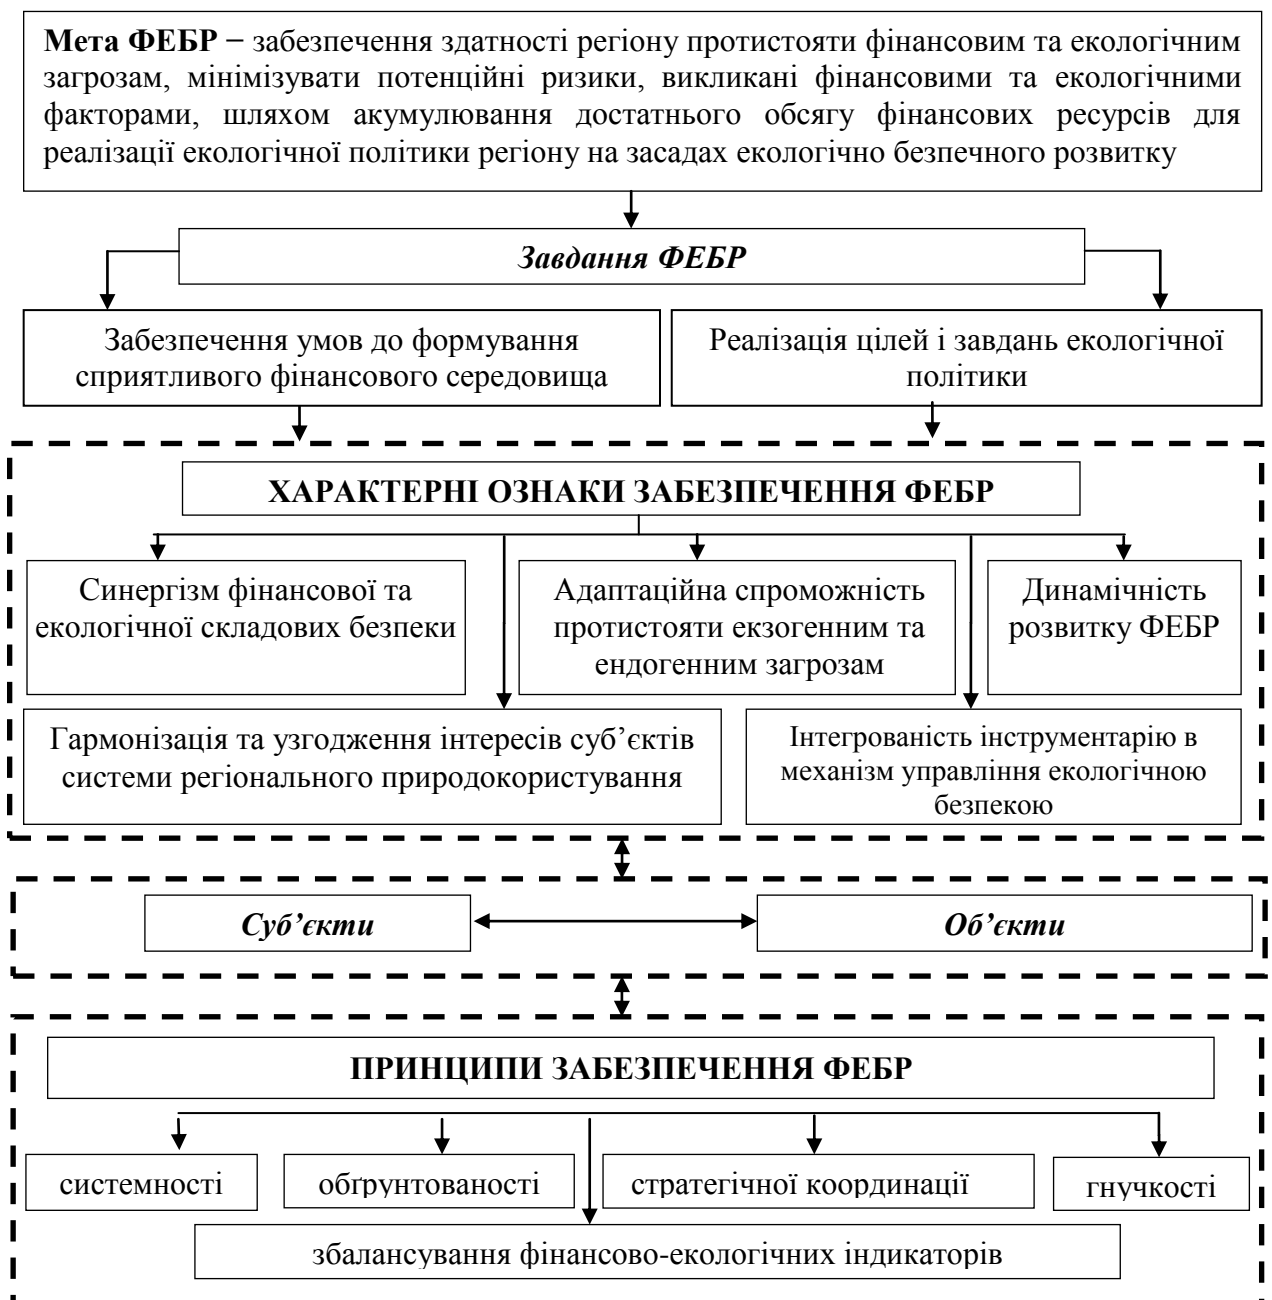 Мета ФЕБР − забезпечення здатності регіону протистояти фінансовим та екологічним
загрозам, мінімізувати потенційні ризики, викликані фінансовими та екологічними
факторами, шляхом акумулювання достатнього обсягу фінансових ресурсів для
реалізації екологічної політики регіону на засадах екологічно безпечного розвитку
Завдання ФЕБР
Забезпечення умов до формування
сприятливого фінансового середовища
Реалізація цілей і завдань екологічної
політики
ХАРАКТЕРНІ ОЗНАКИ ЗАБЕЗПЕЧЕННЯ ФЕБР
Синергізм фінансової та
екологічної складових безпеки
Адаптаційна спроможність
протистояти екзогенним та
ендогенним загрозам
Динамічність
розвитку ФЕБР
Гармонізація та узгодження інтересів суб’єктів
системи регіонального природокористування
Інтегрованість інструментарію в
механізм управління екологічною
безпекою
Суб’єкти
Об’єкти
ПРИНЦИПИ ЗАБЕЗПЕЧЕННЯ ФЕБР
системності
обґрунтованості
стратегічної координації
гнучкості
збалансування фінансово-екологічних індикаторів